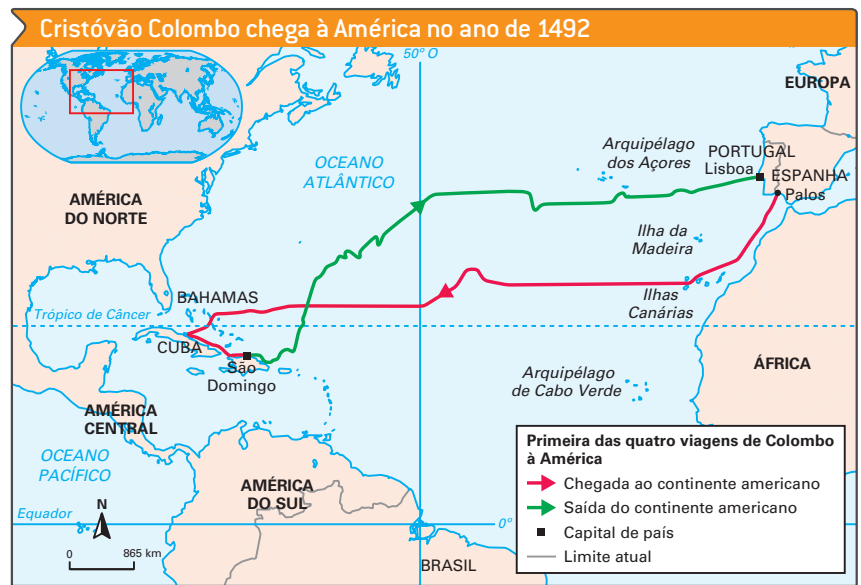 Cristóvão Colombo chega à América no ano de 1492
50º O
EUROPA
Arquipélago
dos Açores
PORTUGAL
Lisboa
ESPANHA
Palos
OCEANO
ATLÂNTICO
AMÉRICA
DO NORTE
Ilha da
Madeira
Ilhas
Canárias
BAHAMAS
Trópico de Câncer
CUBA
São
Domingo
ÁFRICA
Arquipélago
de Cabo Verde
AMÉRICA
CENTRAL
OCEANO
PACÍFICO
AMÉRICA
DO SUL
Equador
N
0
865 km
0º
BRASIL
Primeira das quatro viagens de Colombo
à América
Chegada ao continente americano
Saída do continente americano
Capital de país
Limite atual